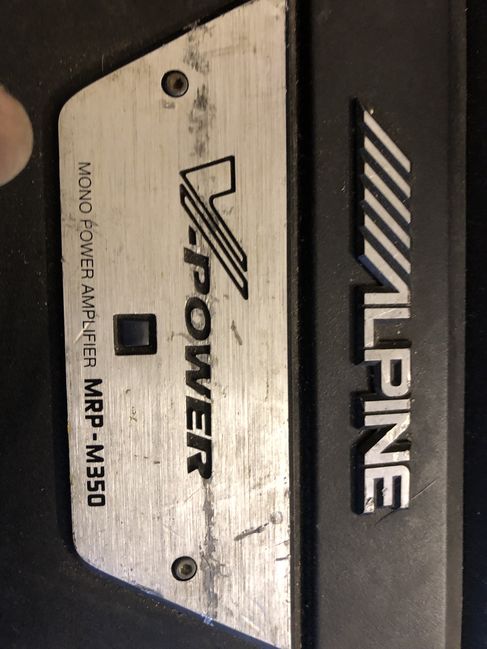 ALPINE
V-POWER
MONO POWER AMPLIFIER MRP-M350